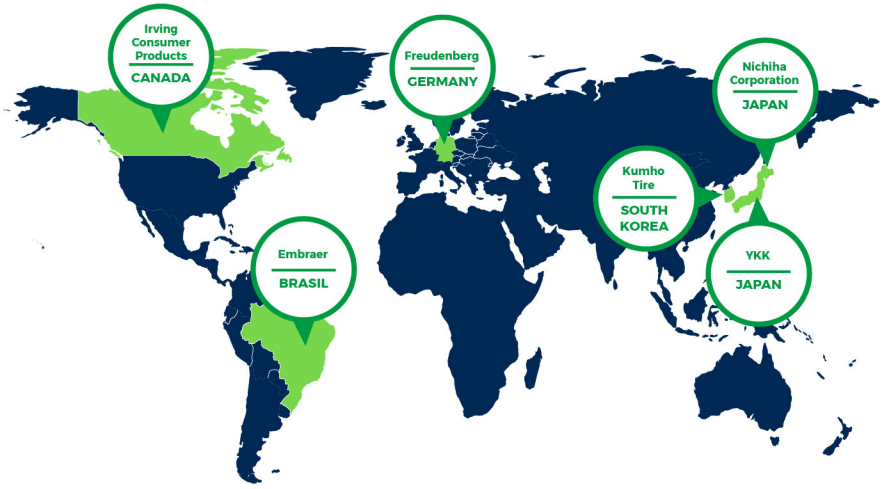 Irving
Consumer
Products
CANADA
Freudenberg
GERMANY
Nichiha
Corporation
JAPAN
Kumho
Tire
SOUTH
KOREA
Embraer
BRASIL
YKK
JAPAN